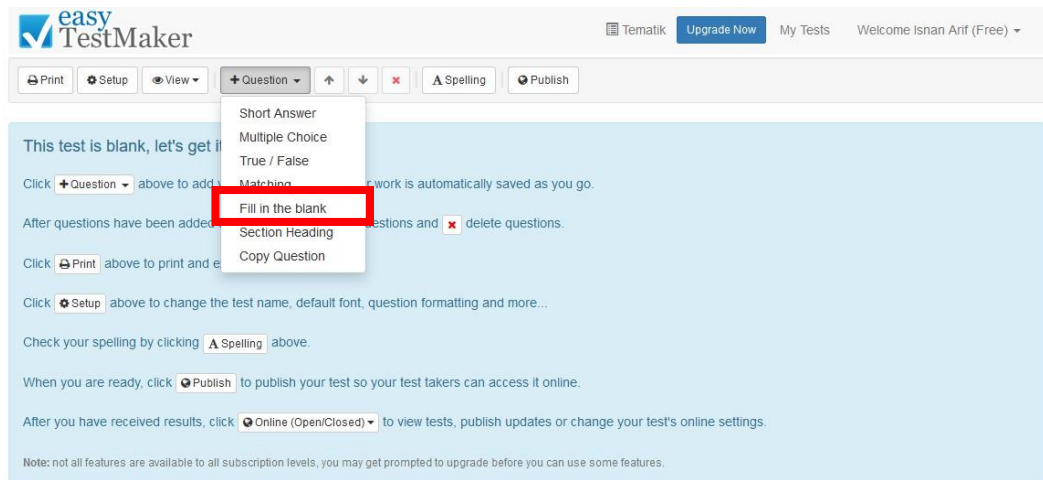 easy
TestMaker
Tematik Upgrade Now My Tests Welcome Isnan Arif (Free)
Print Setup View + Question A Spelling Publish
Short Answer
Multiple Choice
True / False
Matching
Fill in the blank
Section Heading
Copy Question
This test is blank, let's get
Click + Question above to add work is automatically saved as you go.
After questions have been added and delete questions.
Click Print above to print and
Click Setup above to change the test name, default font, question formatting and more...
Check your spelling by clicking A Spelling above.
When you are ready, click Publish to publish your test so your test takers can access it online.
After you have received results, click Online (Open/Closed) to view tests, publish updates or change your test's online settings.
Note: not all features are available to all subscription levels, you may get prompted to upgrade before you can use some features.